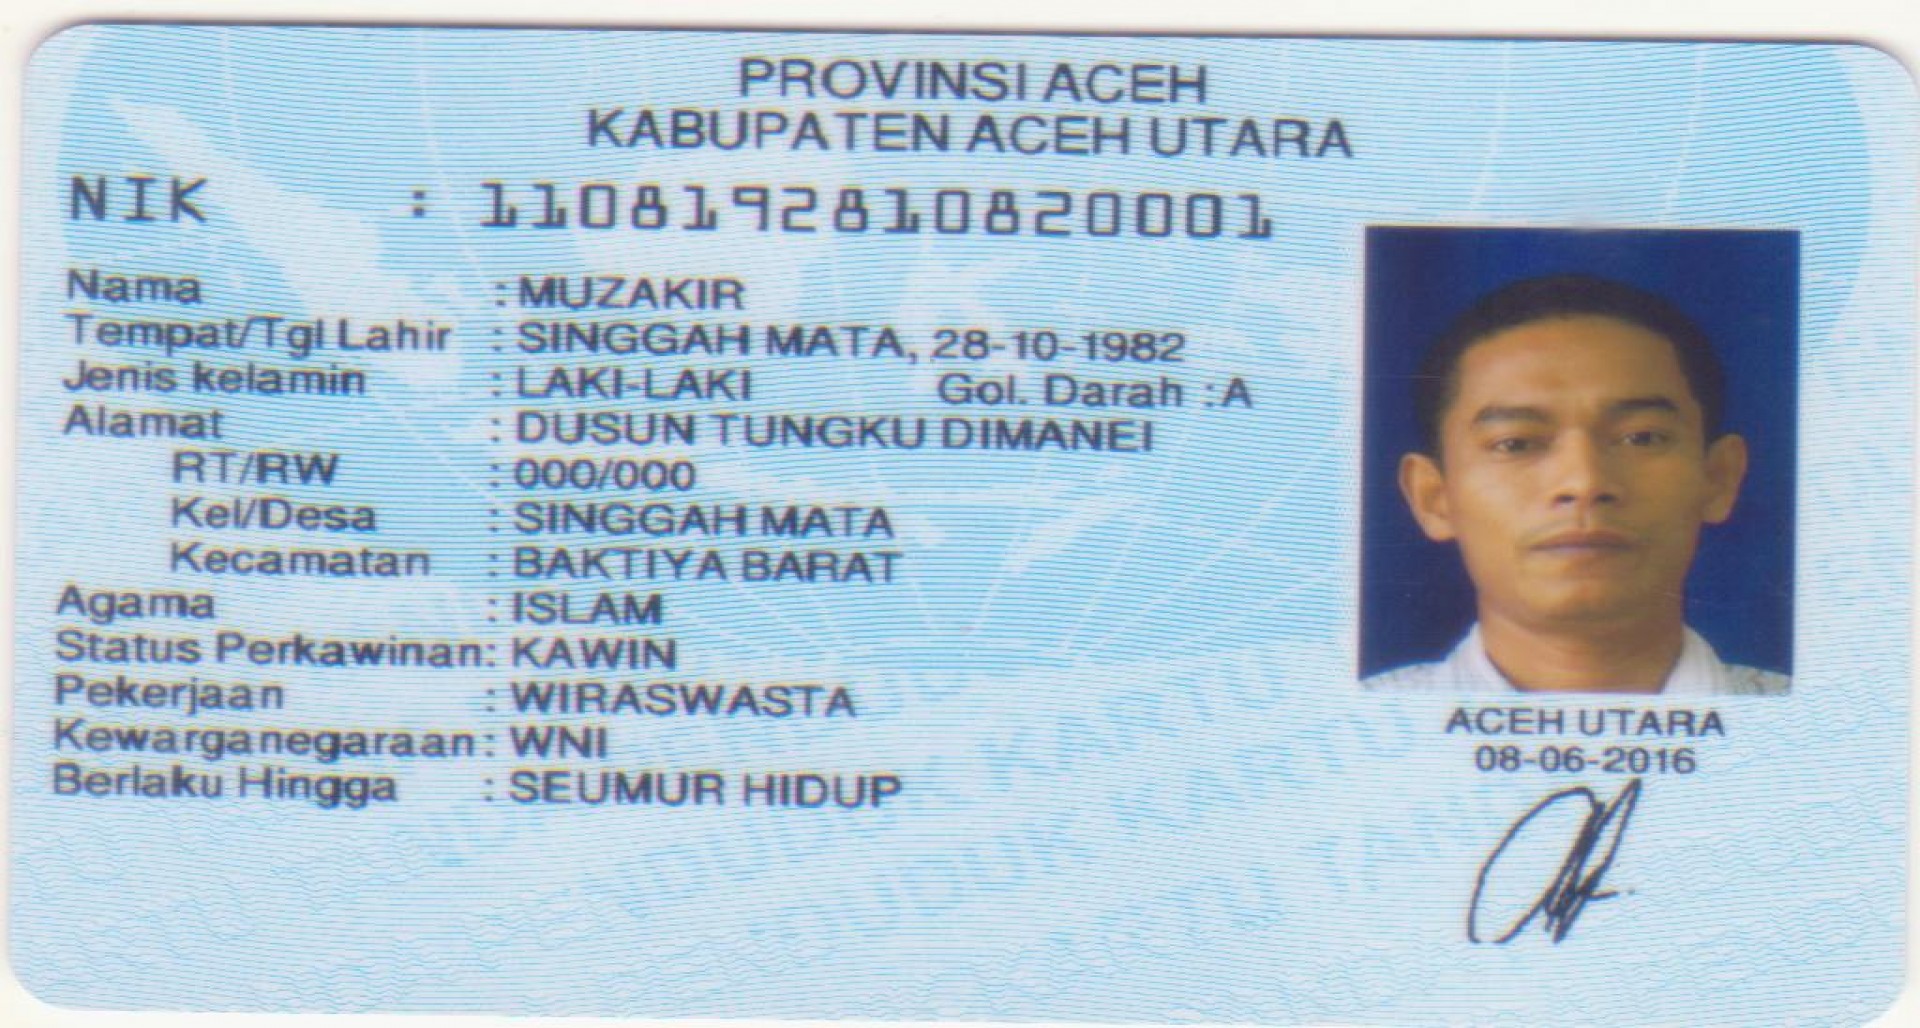 PROVINSI ACEH
KABUPATEN ACEH UTARA
NIK : 1108192810820001
Nama : MUZAKIR
Tempat/Tgl Lahir : SINGGAH MATA, 28-10-1982
Jenis kelamin : LAKI-LAKI Gol. Darah : A
Alamat : DUSUN TUNGKU DIMANEI
RT/RW : 000/000
Kel/Desa : SINGGAH MATA
Kecamatan : BAKTIYA BARAT
Agama : ISLAM
Status Perkawinan : KAWIN
Pekerjaan : WIRASWASTA
Kewarganegaraan : WNI
Berlaku Hingga : SEUMUR HIDUP
ACEH UTARA
08-06-2016